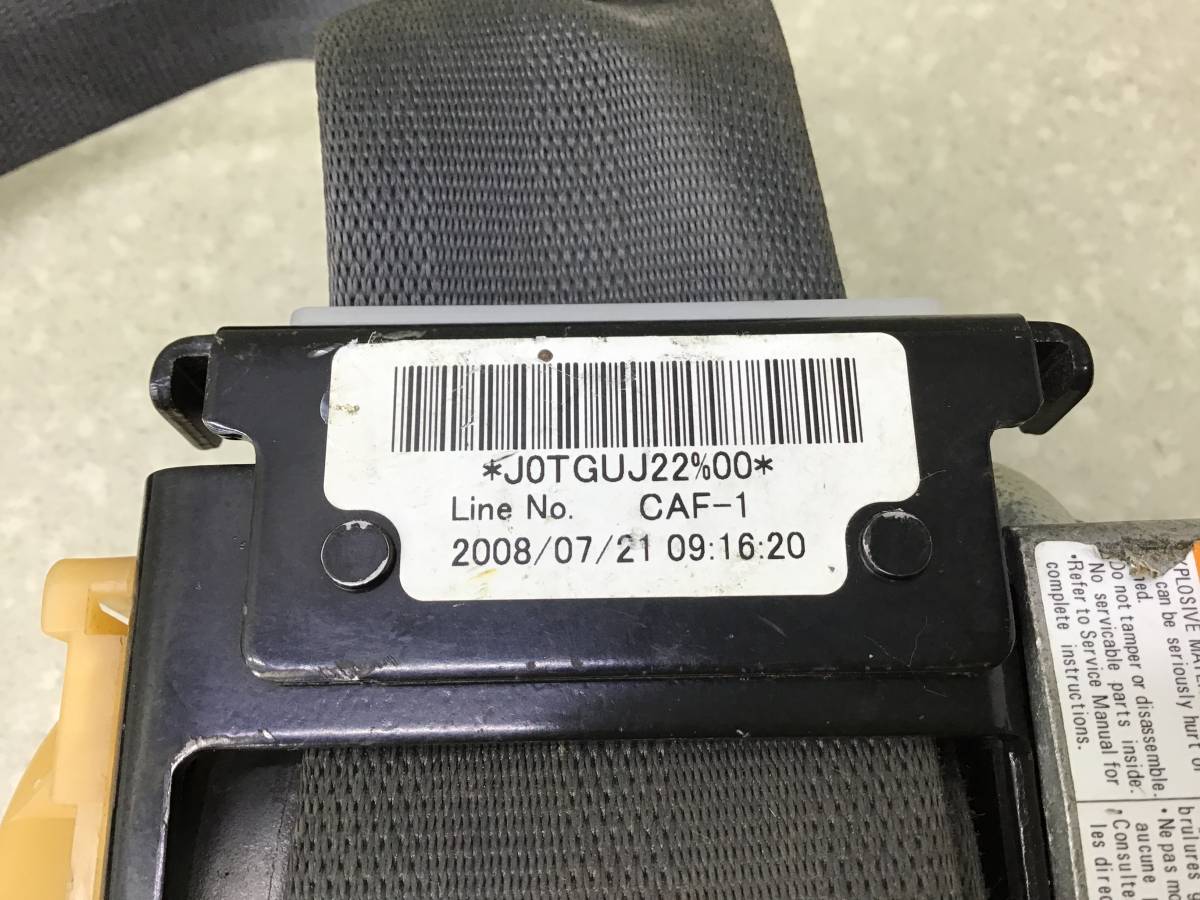 *J0TGUJ22%00*
Line No. CAF-1
2008/07/21 09:16:20
can be seriously hurt or
Do not tamper or disassemble.
No servicable parts inside.
•Refer to Service Manual for
complete instructions.
brulures
•Ne pas
aucune
Consulte
les